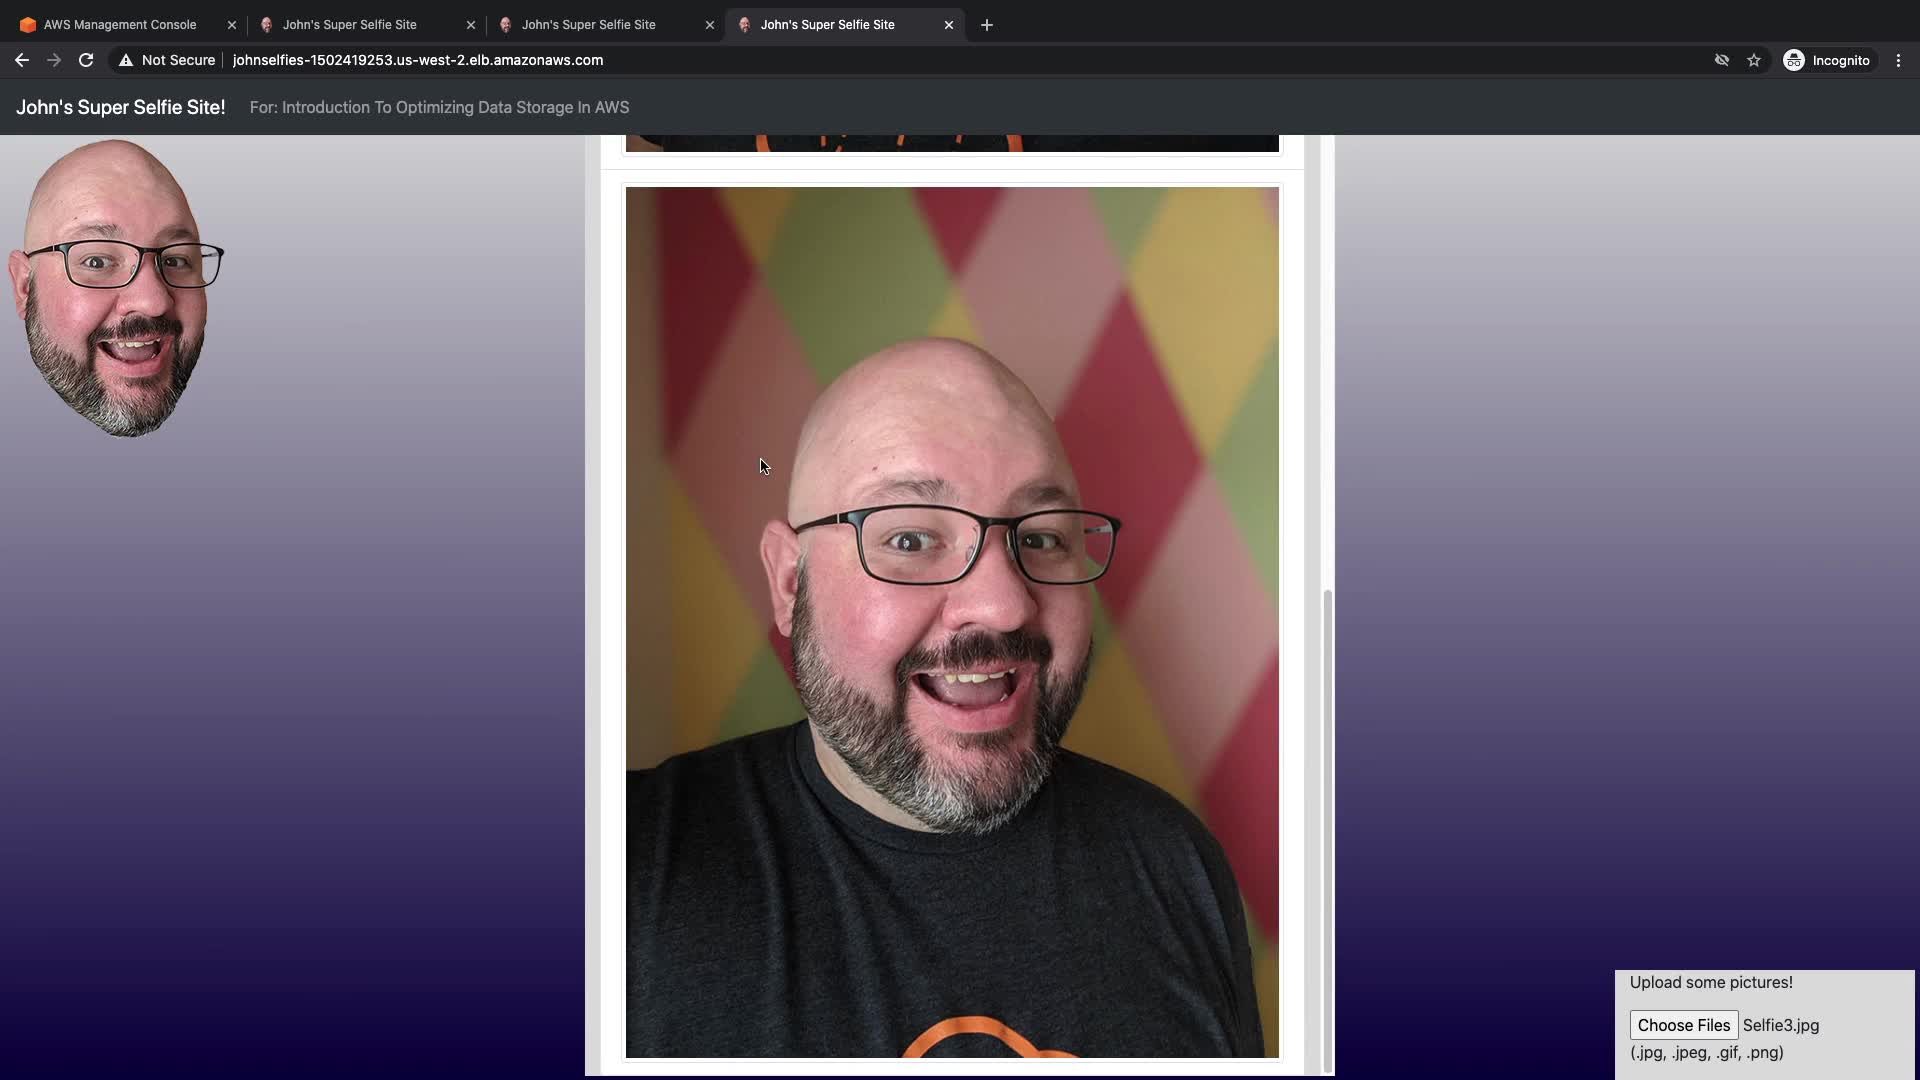 AWS Management Console
John's Super Selfie Site
John's Super Selfie Site
John's Super Selfie Site
Not Secure
johnselfies-1502419253.us-west-2.elb.amazonaws.com
Incognito
John's Super Selfie Site!
For: Introduction To Optimizing Data Storage In AWS
Upload some pictures!
Choose Files Selfie3.jpg
(.jpg, .jpeg, .gif, .png)